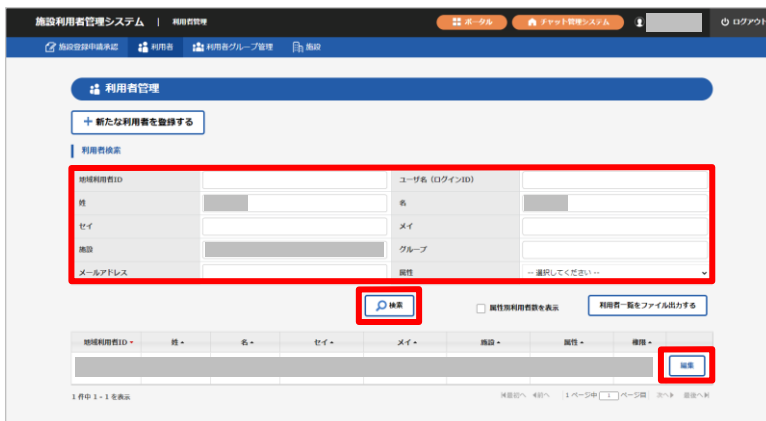 施設利用者管理システム | 利用者管理 ポータル チャット管理システム ログアウト
施設登録申請承認 利用者 利用者グループ管理 施設
利用者管理
＋ 新たな利用者を登録する
利用者検索
地域利用者ID ユーザ名 (ログインID)
姓 名
セイ メイ
施設 グループ
メールアドレス 属性 -- 選択してください --
検索 属性別利用者数を表示 利用者一覧をファイル出力する
地域利用者ID 姓 名 セイ メイ 施設 属性 権限
編集
1 件中 1 - 1 を表示 最初へ 前へ 1 ページ中 1 ページ目 次へ 最後へ